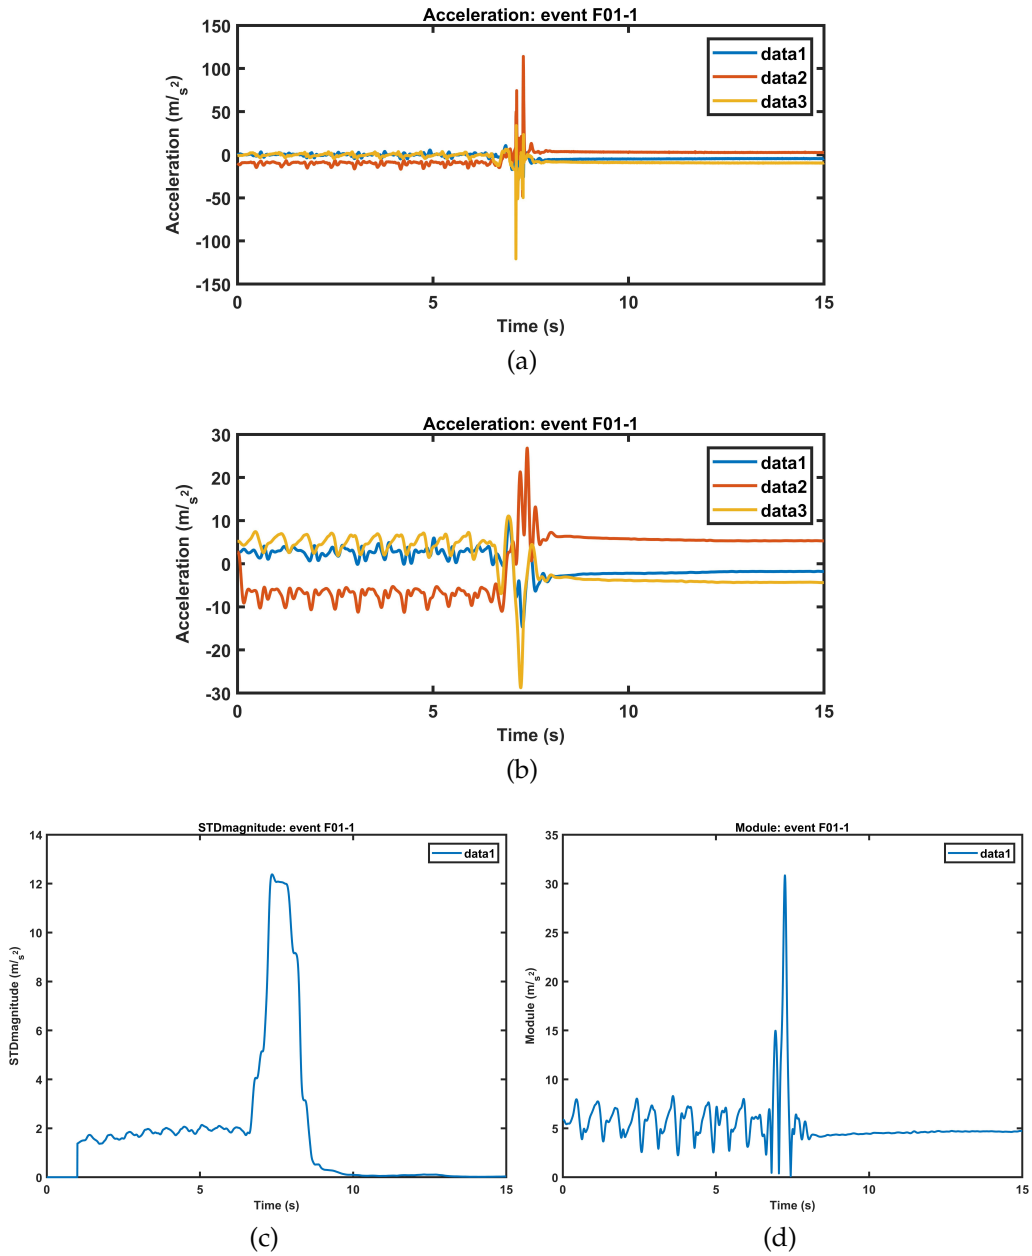 Acceleration: event F01-1
150
100
50
0
-50
-100
-150
Acceleration (m/s²)
data1
data2
data3
0 5 10 15
Time (s)
(a)
Acceleration: event F01-1
30
20
10
0
-10
-20
-30
Acceleration (m/s²)
data1
data2
data3
0 5 10 15
Time (s)
(b)
STDmagnitude: event F01-1
14
12
10
8
6
4
2
0
STDmagnitude (m/s²)
data1
0 5 10 15
Time (s)
(c)
Module: event F01-1
35
30
25
20
15
10
5
0
Module (m/s²)
data1
0 5 10 15
Time (s)
(d)